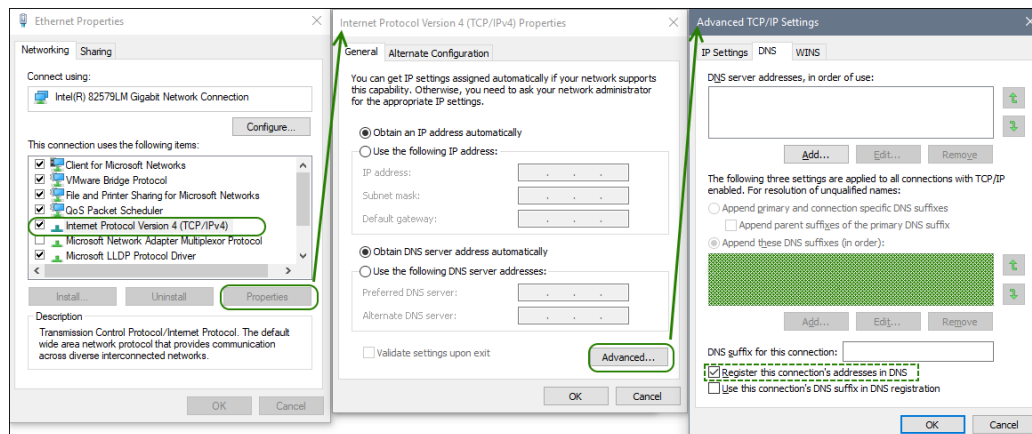 Ethernet Properties
Networking Sharing
Connect using:
Intel(R) 82579LM Gigabit Network Connection
Configure...
This connection uses the following items:
Client for Microsoft Networks
VMware Bridge Protocol
File and Printer Sharing for Microsoft Networks
QoS Packet Scheduler
Internet Protocol Version 4 (TCP/IPv4)
Microsoft Network Adapter Multiplexor Protocol
Microsoft LLDP Protocol Driver
Install... Uninstall Properties
Description
Transmission Control Protocol/Internet Protocol. The default
wide area network protocol that provides communication
across diverse interconnected networks.
OK Cancel
Internet Protocol Version 4 (TCP/IPv4) Properties
General Alternate Configuration
You can get IP settings assigned automatically if your network supports
this capability. Otherwise, you need to ask your network administrator
for the appropriate IP settings.
Obtain an IP address automatically
Use the following IP address:
IP address:
Subnet mask:
Default gateway:
Obtain DNS server address automatically
Use the following DNS server addresses:
Preferred DNS server:
Alternate DNS server:
Validate settings upon exit
Advanced...
OK Cancel
Advanced TCP/IP Settings
IP Settings DNS WINS
DNS server addresses, in order of use:
Add... Edit... Remove
The following three settings are applied to all connections with TCP/IP
enabled. For resolution of unqualified names:
Append primary and connection specific DNS suffixes
Append parent suffixes of the primary DNS suffix
Append these DNS suffixes (in order):
Add... Edit... Remove
DNS suffix for this connection:
Register this connection's addresses in DNS
Use this connection's DNS suffix in DNS registration
OK Cancel